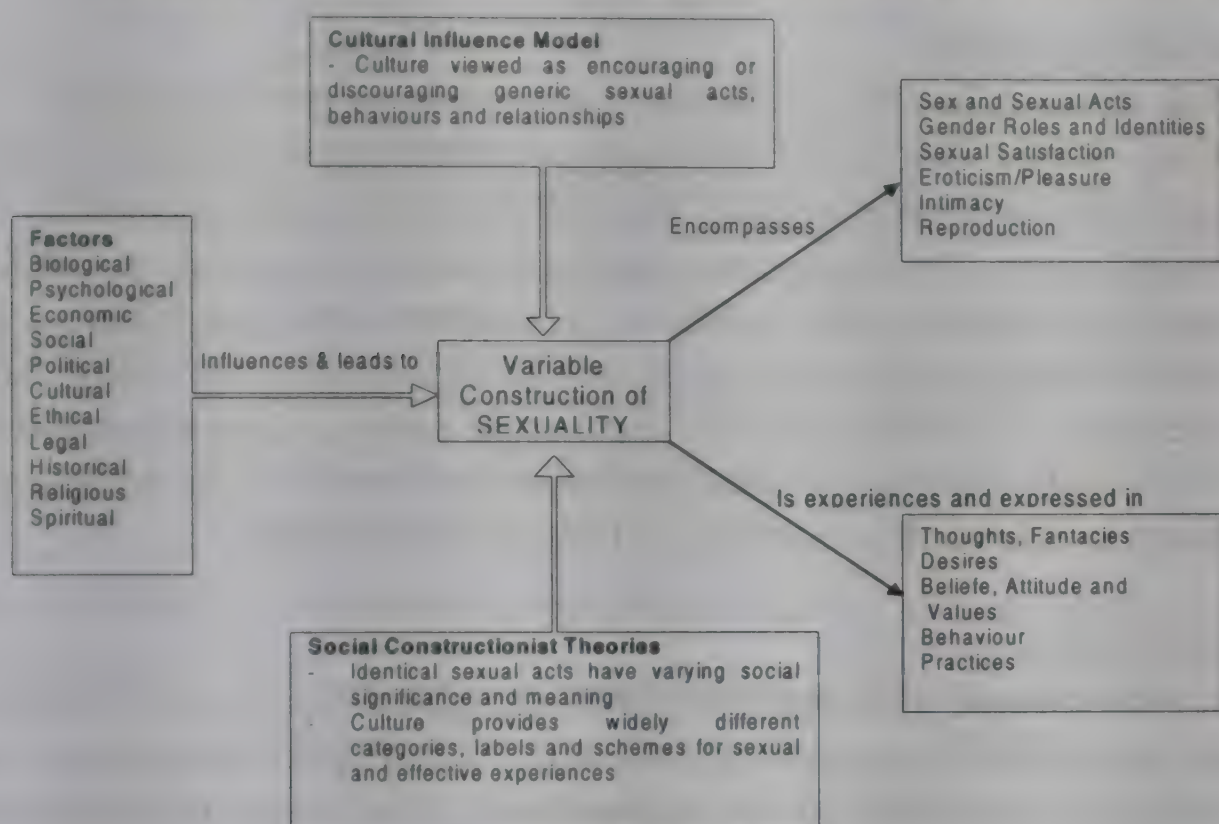 Cultural Influence Model
- Culture viewed as encouraging or
discouraging generic sexual acts,
behaviours and relationships
Sex and Sexual Acts
Gender Roles and Identities
Sexual Satisfaction
Eroticism/Pleasure
Intimacy
Reproduction
Encompasses
Factors
Biological
Psychological
Economic
Social
Political
Cultural
Ethical
Legal
Historical
Religious
Spiritual
Influences & leads to
Variable
Construction of
SEXUALITY
Is experiences and expressed in
Thoughts, Fantacies
Desires
Beliefe, Attitude and
Values
Behaviour
Practices
Social Constructionist Theories
- Identical sexual acts have varying social
significance and meaning
- Culture provides widely different
categories, labels and schemes for sexual
and effective experiences